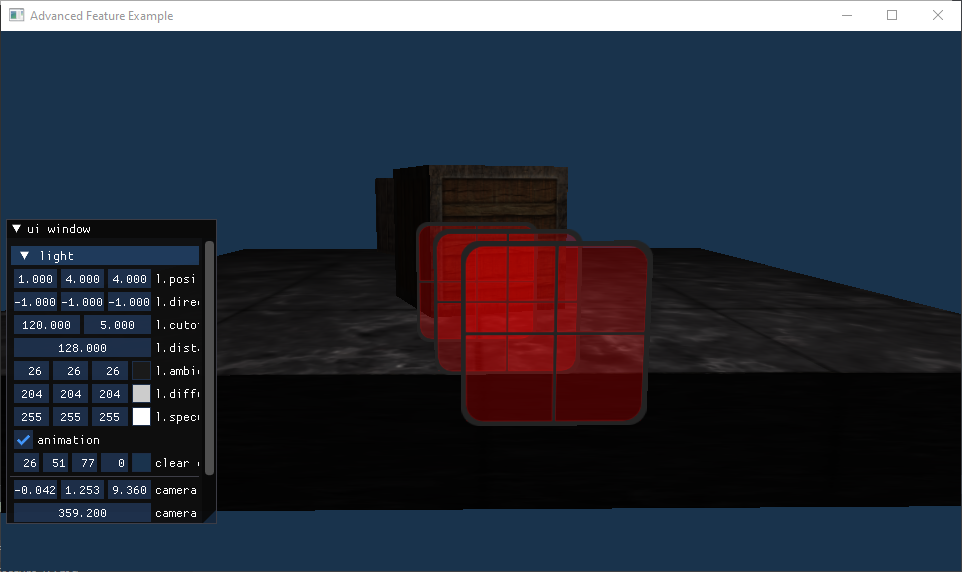 Advanced Feature Example
ui window
light
1.000 4.000 4.000 l.posi
-1.000 -1.000 -1.000 l.dire
120.000 5.000 l.cuto
128.000 l.dist
26 26 26 l.ambi
204 204 204 l.diff
255 255 255 l.spec
animation
26 51 77 0 clear
-0.042 1.253 9.360 camera
359.200 camera